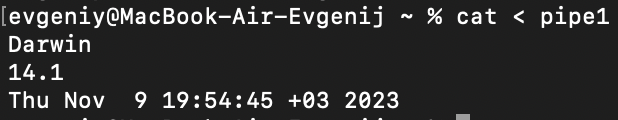 [evgeniy@MacBook-Air-Evgenij ~ % cat < pipe1
Darwin
14.1
Thu Nov  9 19:54:45 +03 2023